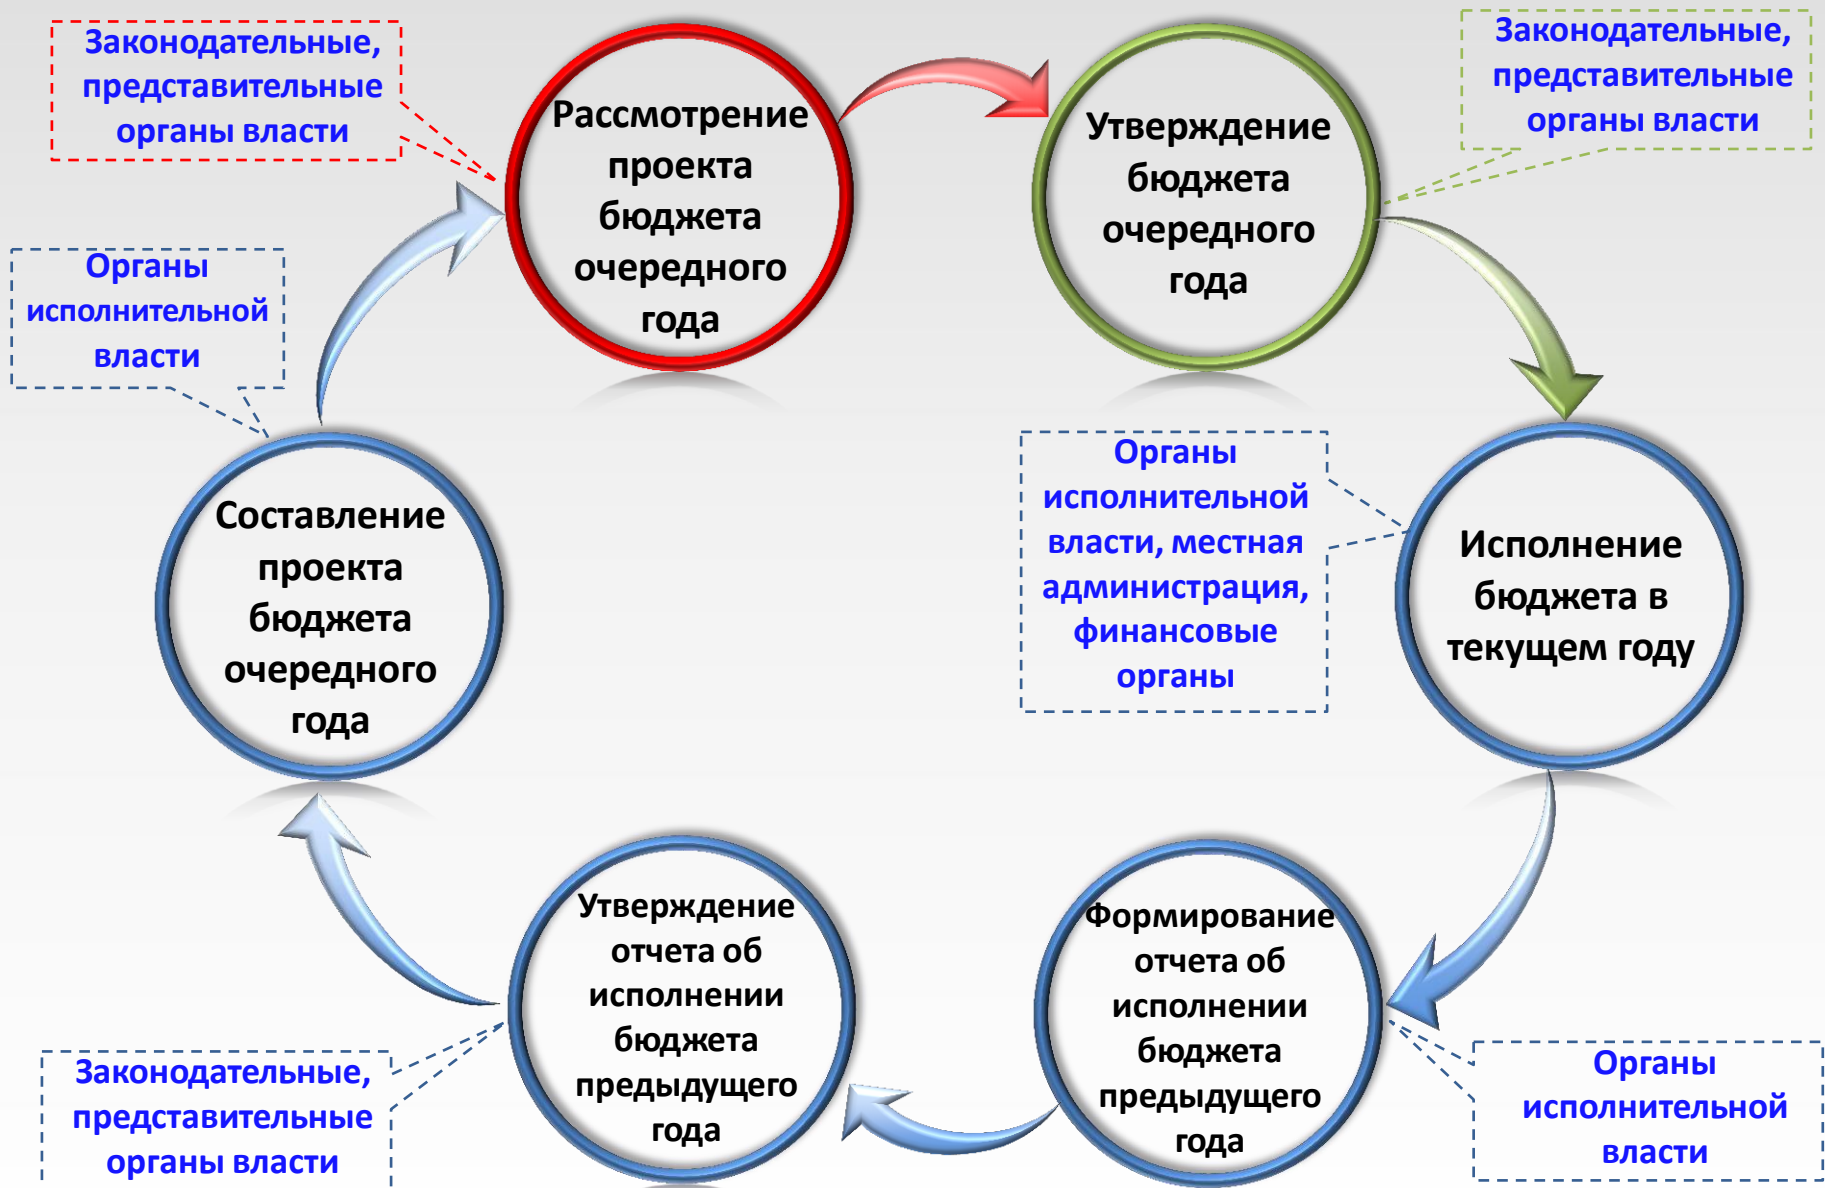 Законодательные,
представительные
органы власти
Рассмотрение
проекта
бюджета
очередного
года
Утверждение
бюджета
очередного
года
Законодательные,
представительные
органы власти
Органы
исполнительной
власти
Составление
проекта
бюджета
очередного
года
Органы
исполнительной
власти, местная
администрация,
финансовые
органы
Исполнение
бюджета в
текущем году
Законодательные,
представительные
органы власти
Утверждение
отчета об
исполнении
бюджета
предыдущего
года
Формирование
отчета об
исполнении
бюджета
предыдущего
года
Органы
исполнительной
власти